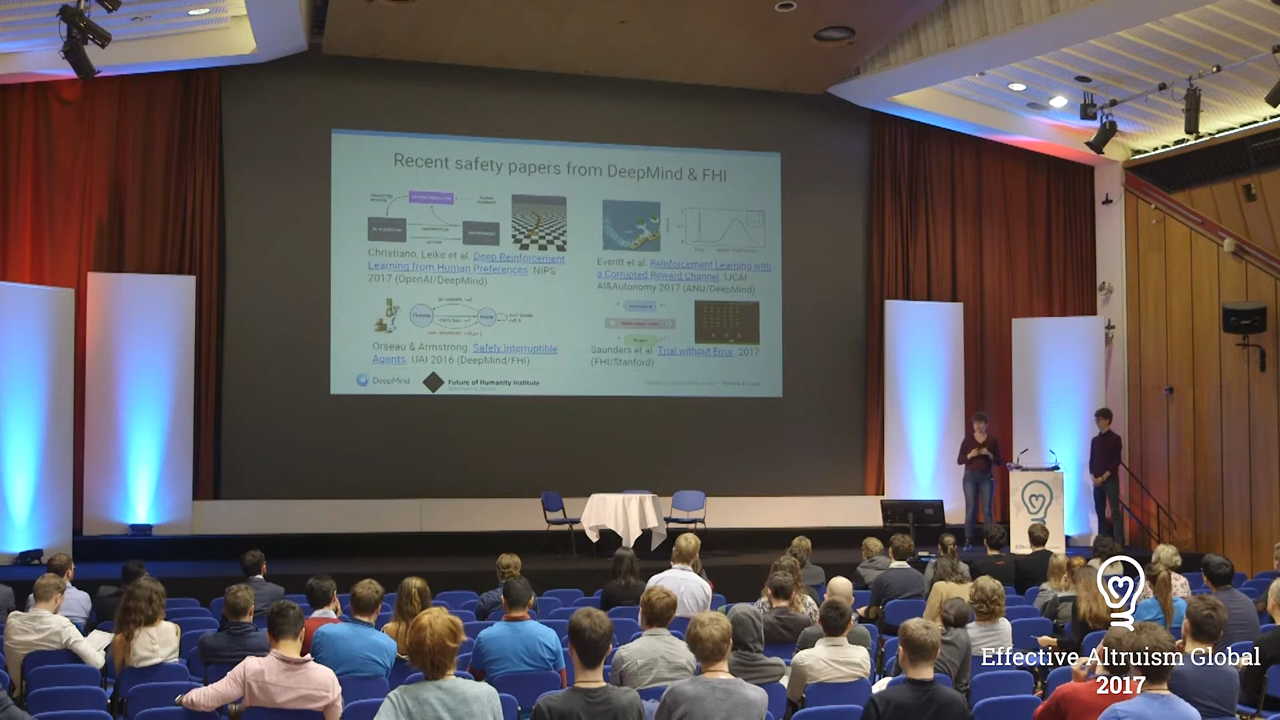 Recent safety papers from DeepMind & FHI
Christiano, Leike et al. Deep Reinforcement
Learning from Human Preferences. NIPS
2017 (OpenAI/DeepMind)
Everitt et al. Reinforcement Learning with
a Corrupted Reward Channel. IJCAI
AI&Autonomy 2017 (ANU/DeepMind)
Orseau & Armstrong. Safely Interruptible
Agents. UAI 2016 (DeepMind/FHI)
Saunders et al. Trial without Error. 2017
(FHI/Stanford)
DeepMind
Future of Humanity Institute
Effective Altruism Global
2017